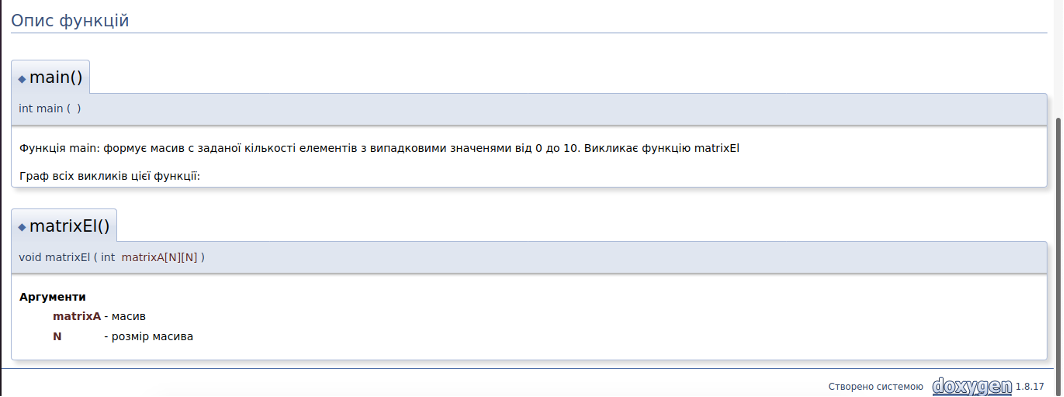 Опис функцій
◆ main()
int main ( )
Функція main: формує масив с заданої кількості елементів з випадковими значенями від 0 до 10. Викликає функцію matrixEl
Граф всіх викликів цієї функції:
◆ matrixEl()
void matrixEl ( int matrixA[N][N] )
Аргументи
matrixA - масив
N - розмір масива
Створено системою doxygen 1.8.17